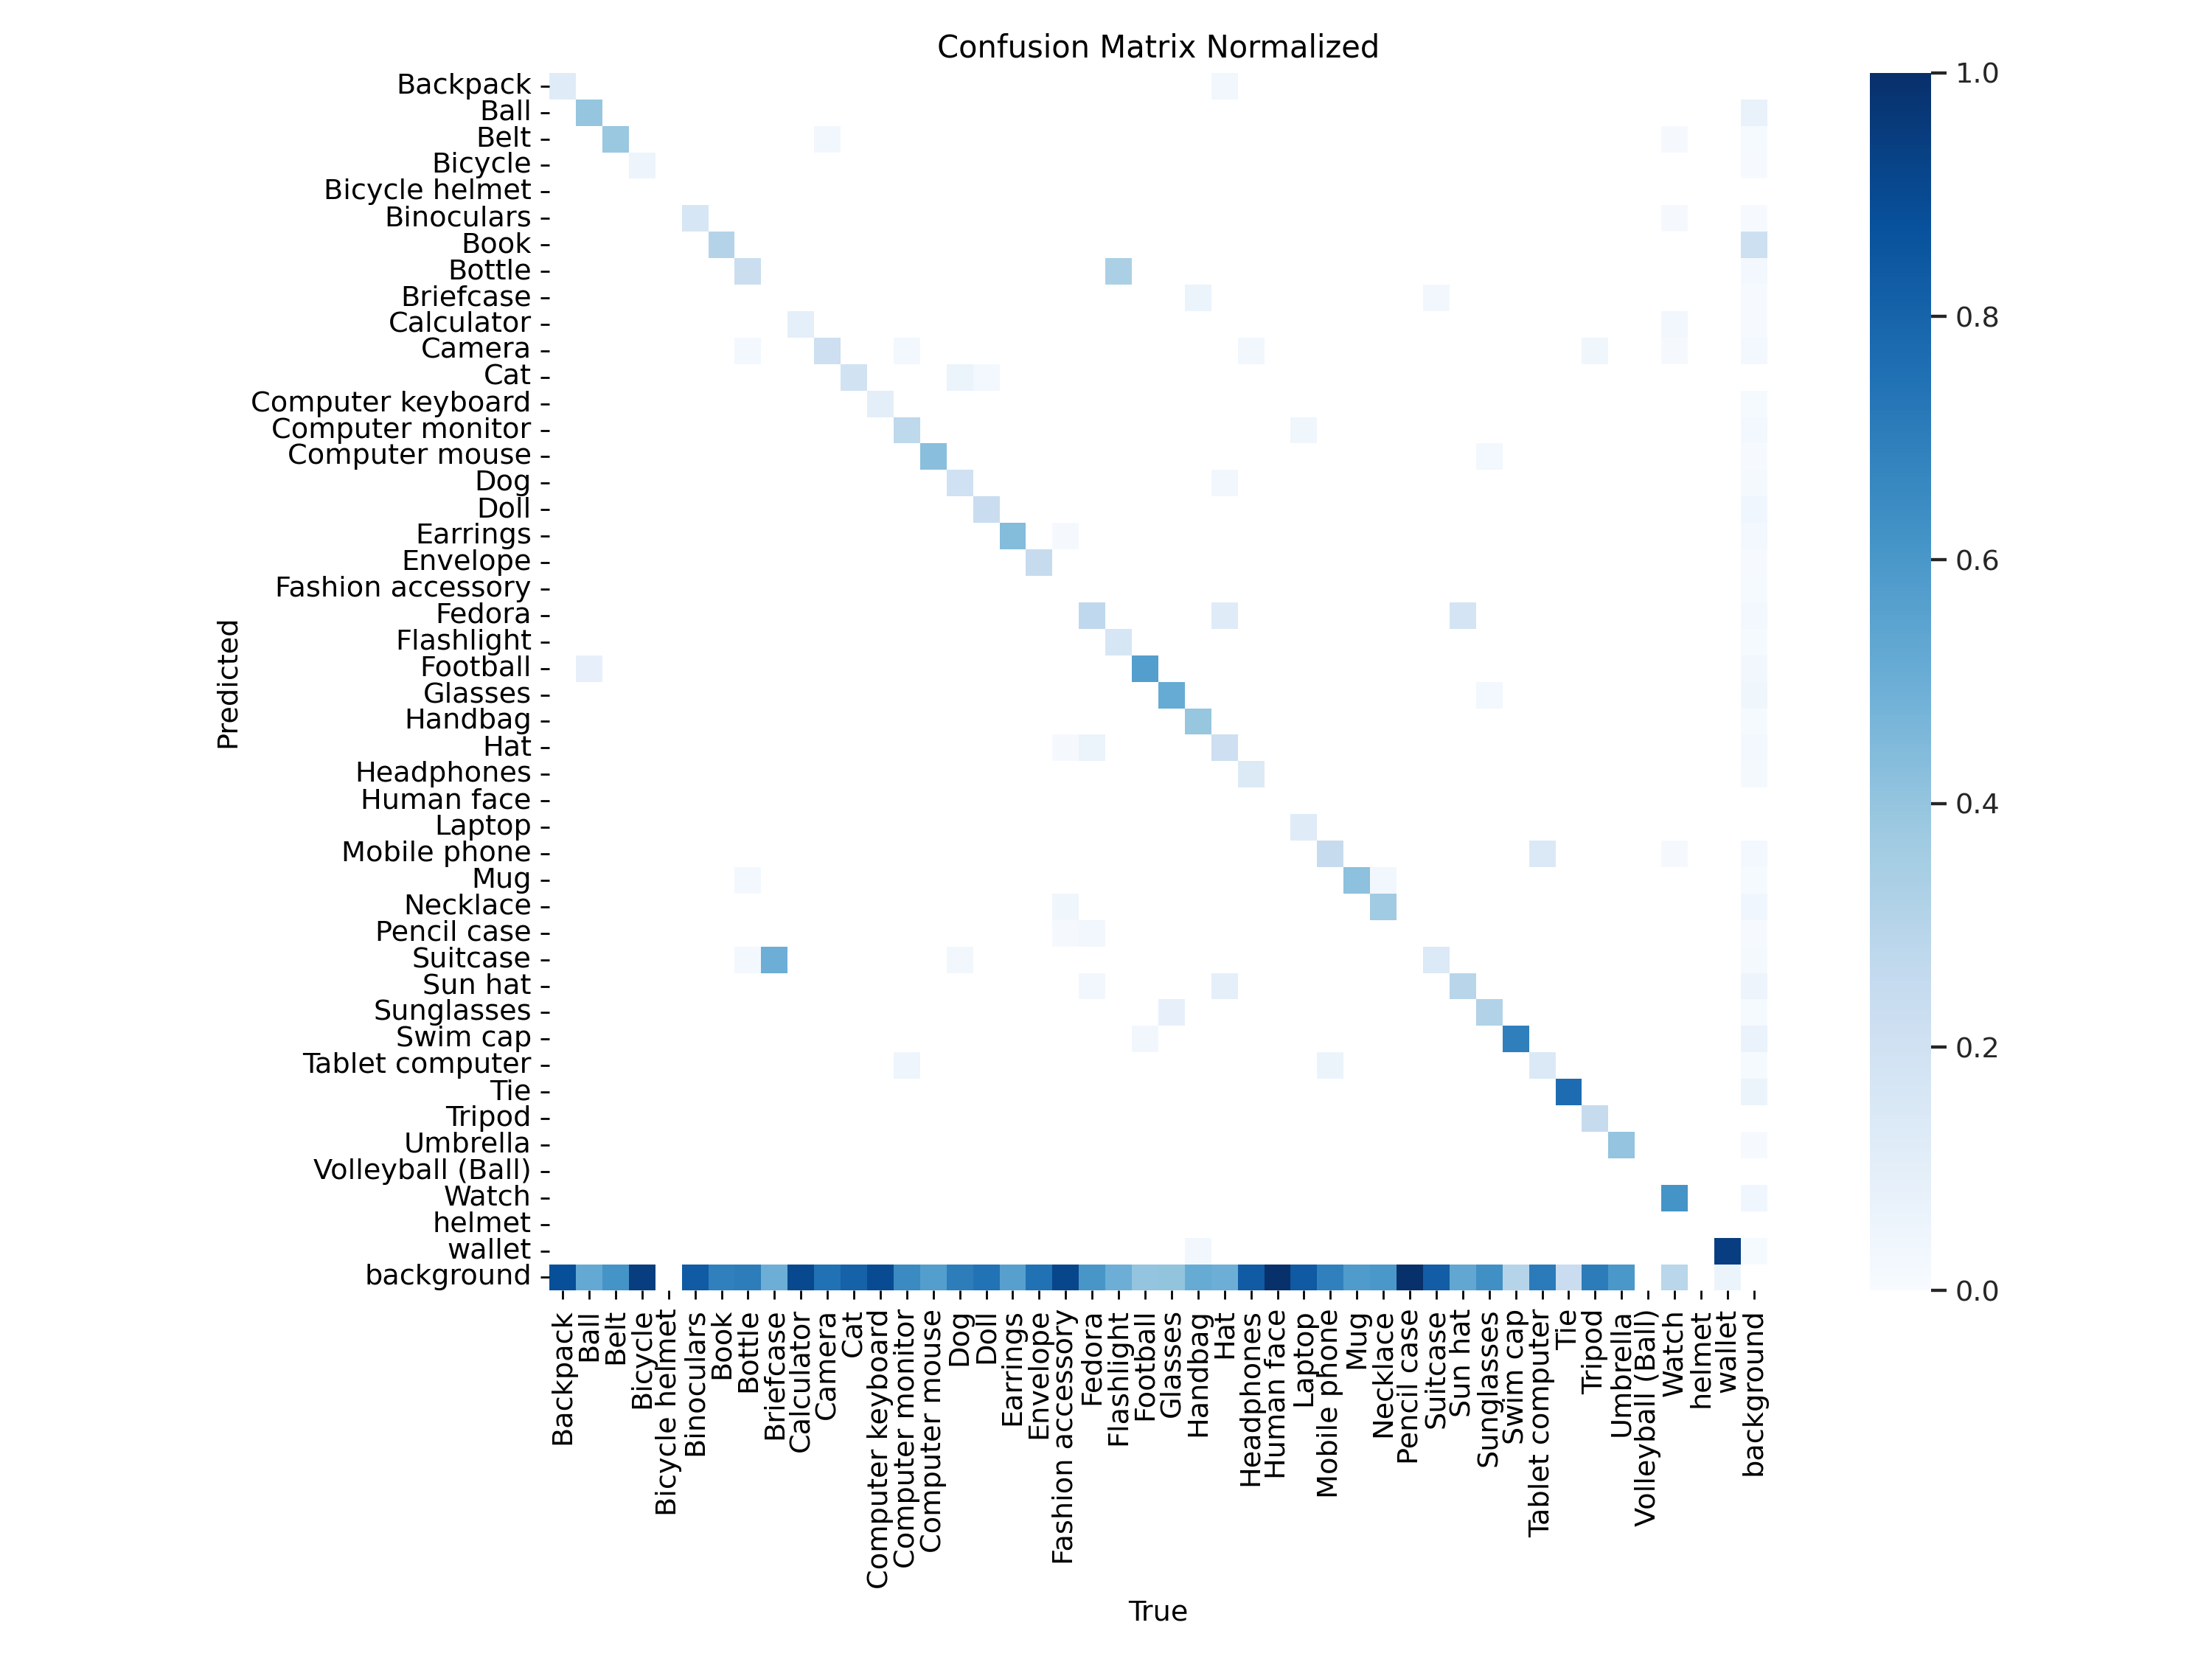 Confusion Matrix Normalized
Backpack
Ball
Belt
Bicycle
Bicycle helmet
Binoculars
Book
Bottle
Briefcase
Calculator
Camera
Cat
Computer keyboard
Computer monitor
Computer mouse
Dog
Doll
Earrings
Envelope
Fashion accessory
Fedora
Flashlight
Football
Glasses
Handbag
Hat
Headphones
Human face
Laptop
Mobile phone
Mug
Necklace
Pencil case
Suitcase
Sun hat
Sunglasses
Swim cap
Tablet computer
Tie
Tripod
Umbrella
Volleyball (Ball)
Watch
helmet
wallet
background
Predicted
Backpack
Ball
Belt
Bicycle
Bicycle helmet
Binoculars
Book
Bottle
Briefcase
Calculator
Camera
Cat
Computer keyboard
Computer monitor
Computer mouse
Dog
Doll
Earrings
Envelope
Fashion accessory
Fedora
Flashlight
Football
Glasses
Handbag
Hat
Headphones
Human face
Laptop
Mobile phone
Mug
Necklace
Pencil case
Suitcase
Sun hat
Sunglasses
Swim cap
Tablet computer
Tie
Tripod
Umbrella
Volleyball (Ball)
Watch
helmet
wallet
background
True
1.0
0.8
0.6
0.4
0.2
0.0